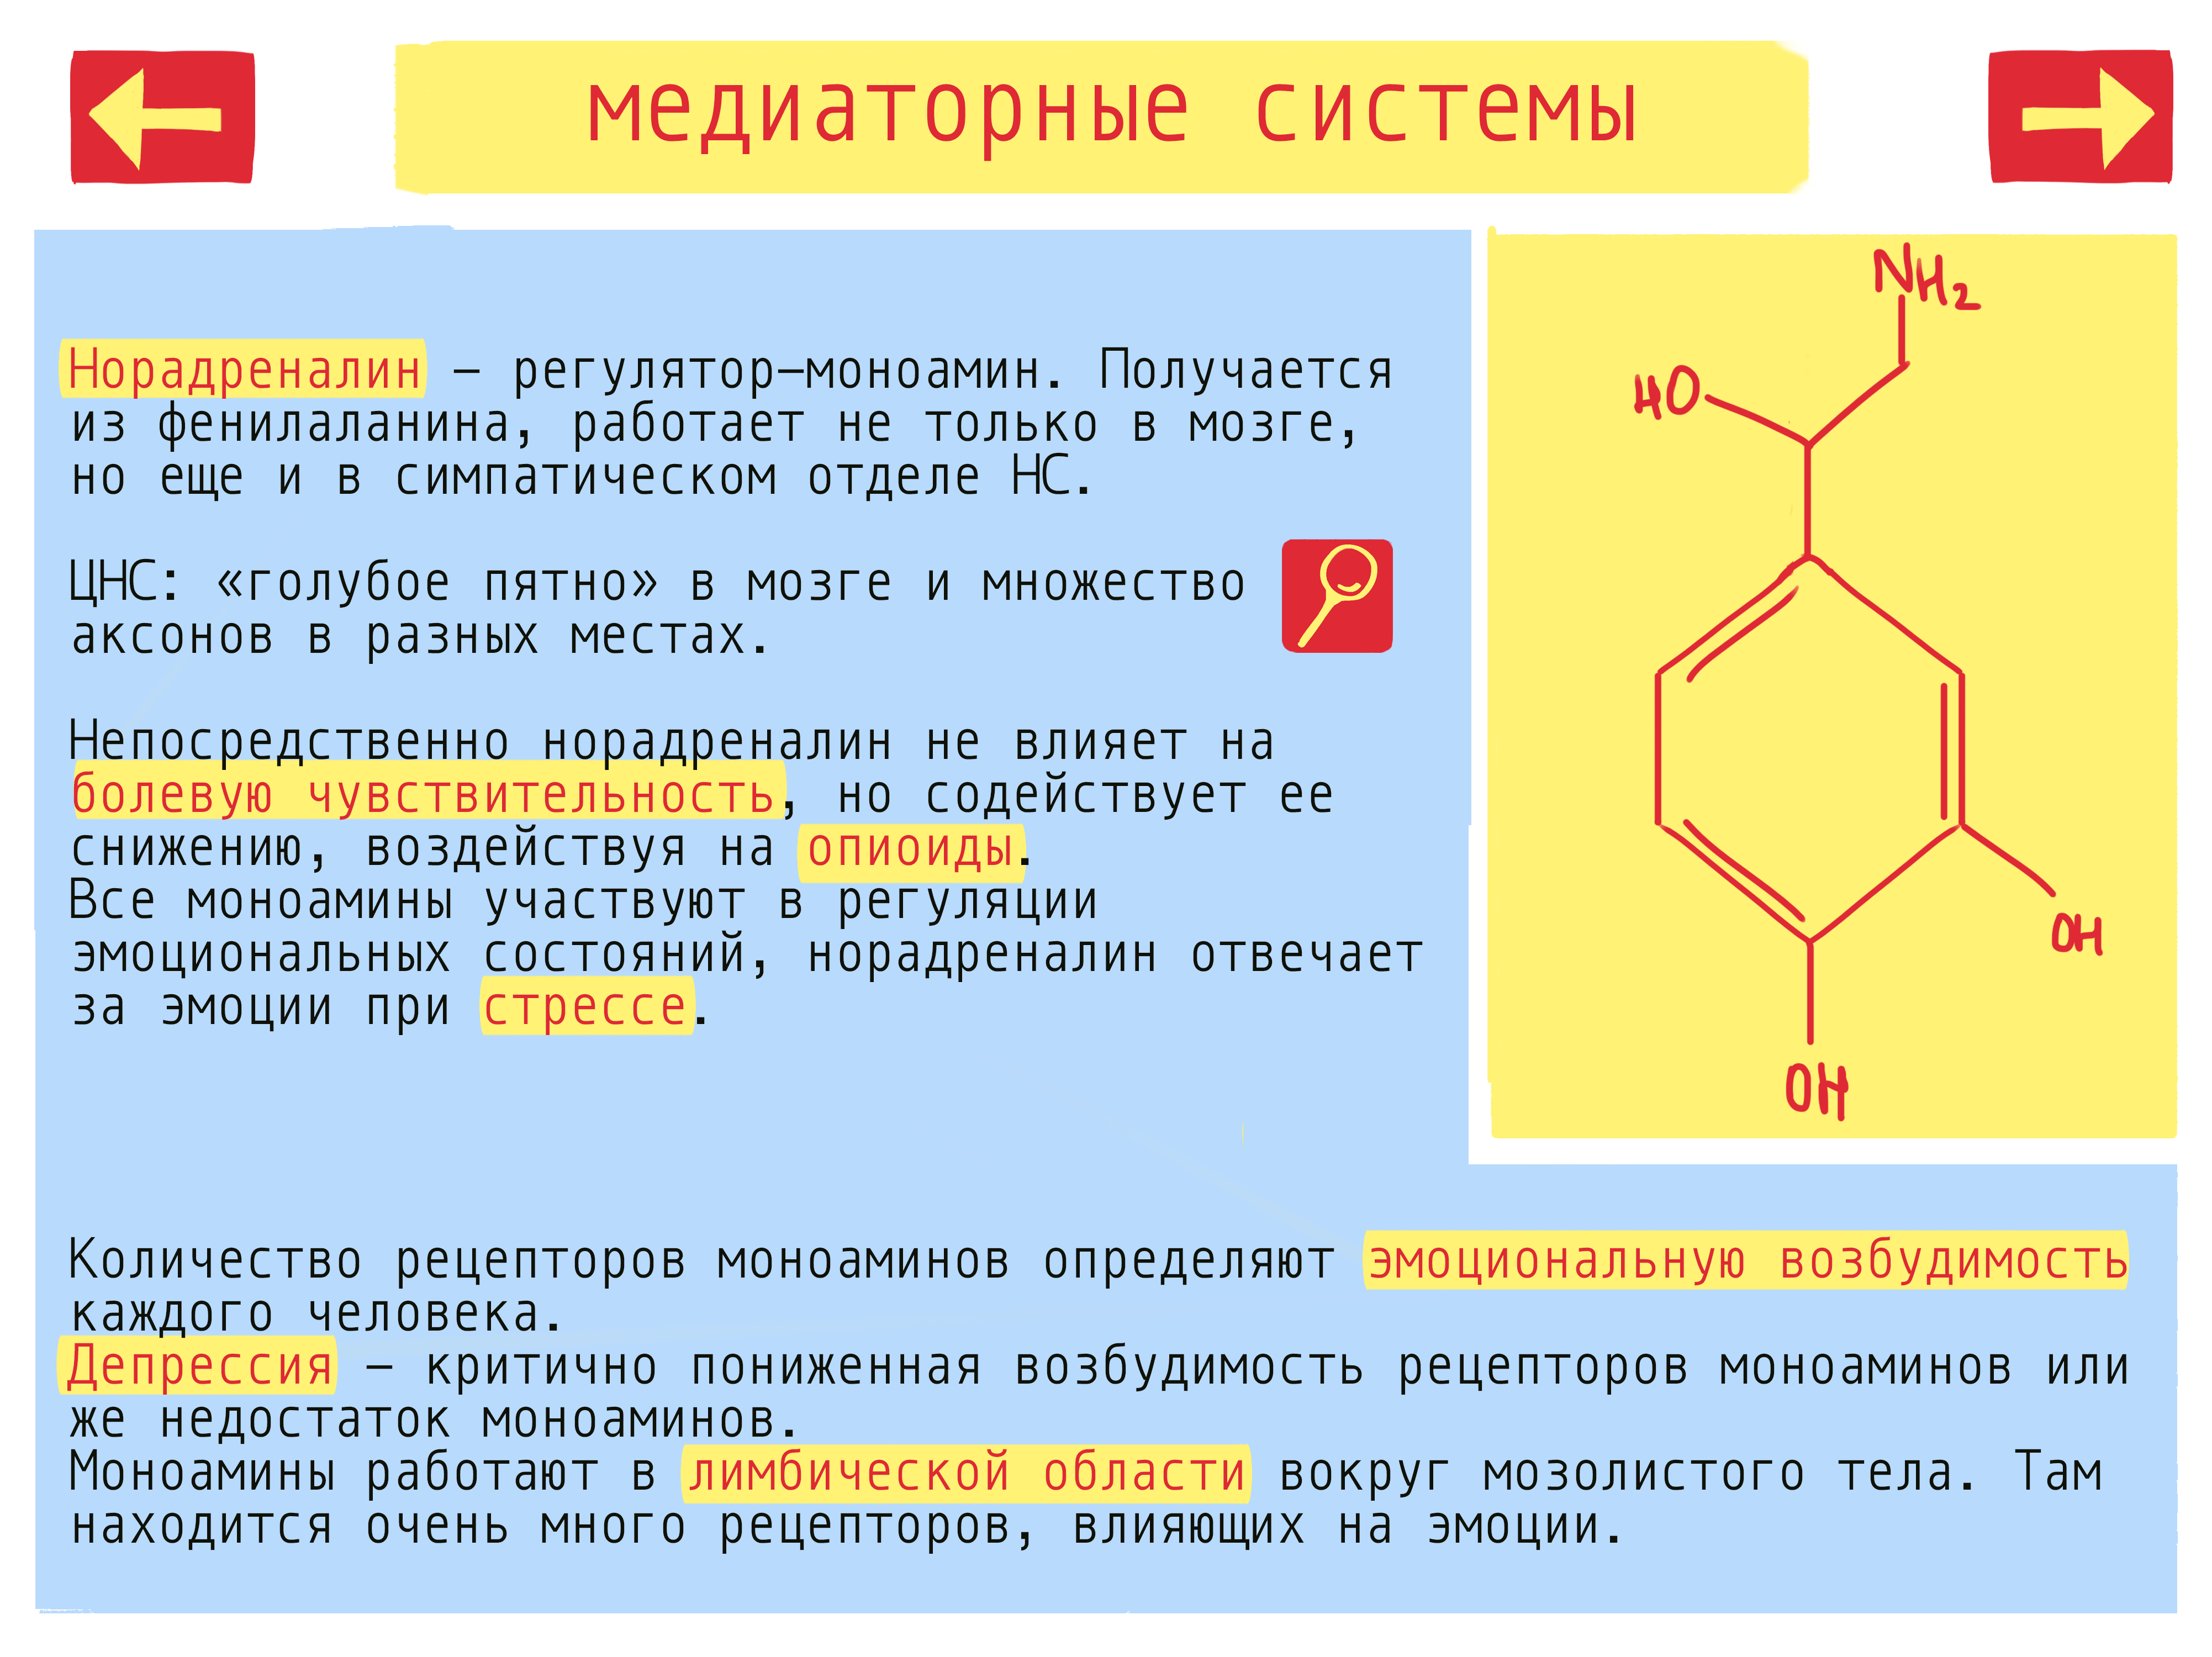 медиаторные системы
Норадреналин – регулятор-моноамин. Получается
из фенилаланина, работает не только в мозге,
но еще и в симпатическом отделе НС.
ЦНС: «голубое пятно» в мозге и множество
аксонов в разных местах.
Непосредственно норадреналин не влияет на
болевую чувствительность, но содействует ее
снижению, воздействуя на опиоиды.
Все моноамины участвуют в регуляции
эмоциональных состояний, норадреналин отвечает
за эмоции при стрессе.
NH2
HO
OH
OH
Количество рецепторов моноаминов определяют эмоциональную возбудимость
каждого человека.
Депрессия – критично пониженная возбудимость рецепторов моноаминов или
же недостаток моноаминов.
Моноамины работают в лимбической области вокруг мозолистого тела. Там
находится очень много рецепторов, влияющих на эмоции.